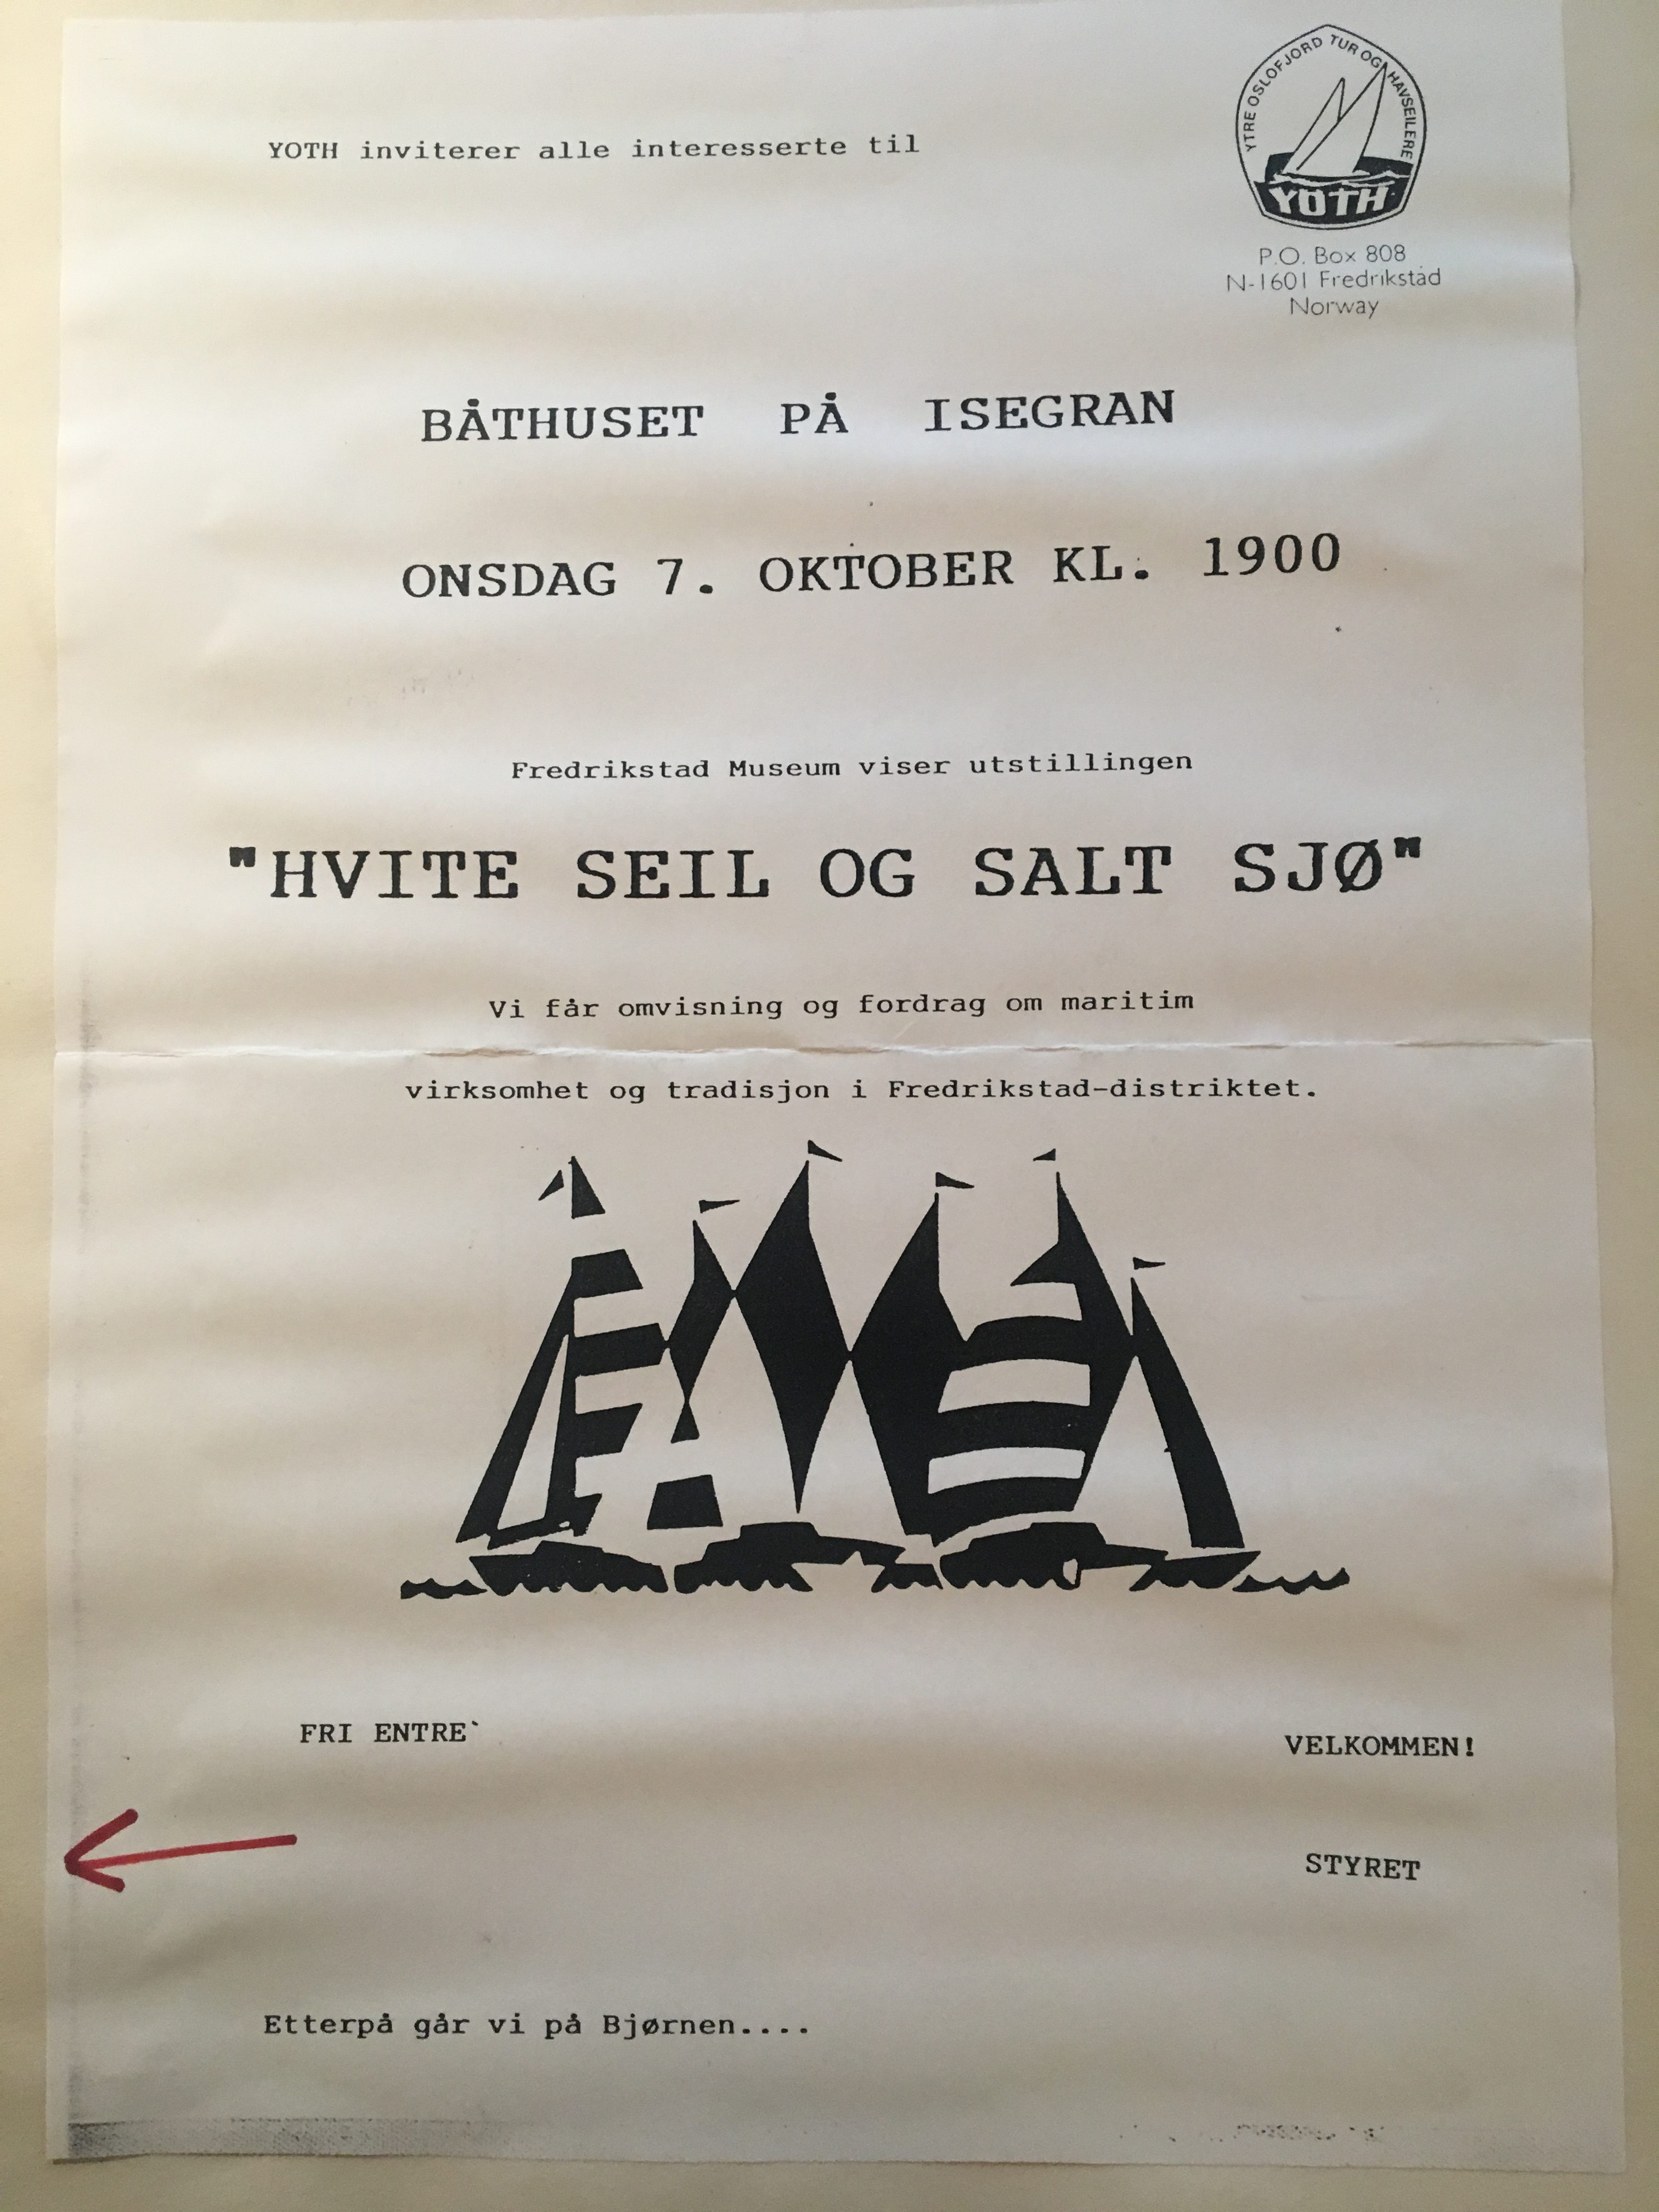 YTRE OSLOFJORD TUR OG HAVSEILERE
YOTH
P.O. Box 808
N-1601 Fredrikstad
Norway
YOTH inviterer alle interesserte til
BÅTHUSET PÅ ISEGRAN
ONSDAG 7. OKTOBER KL. 1900
Fredrikstad Museum viser utstillingen
"HVITE SEIL OG SALT SJØ"
Vi får omvisning og fordrag om maritim
virksomhet og tradisjon i Fredrikstad-distriktet.
FRI ENTRE`
VELKOMMEN!
STYRET
Etterpå går vi på Bjørnen....